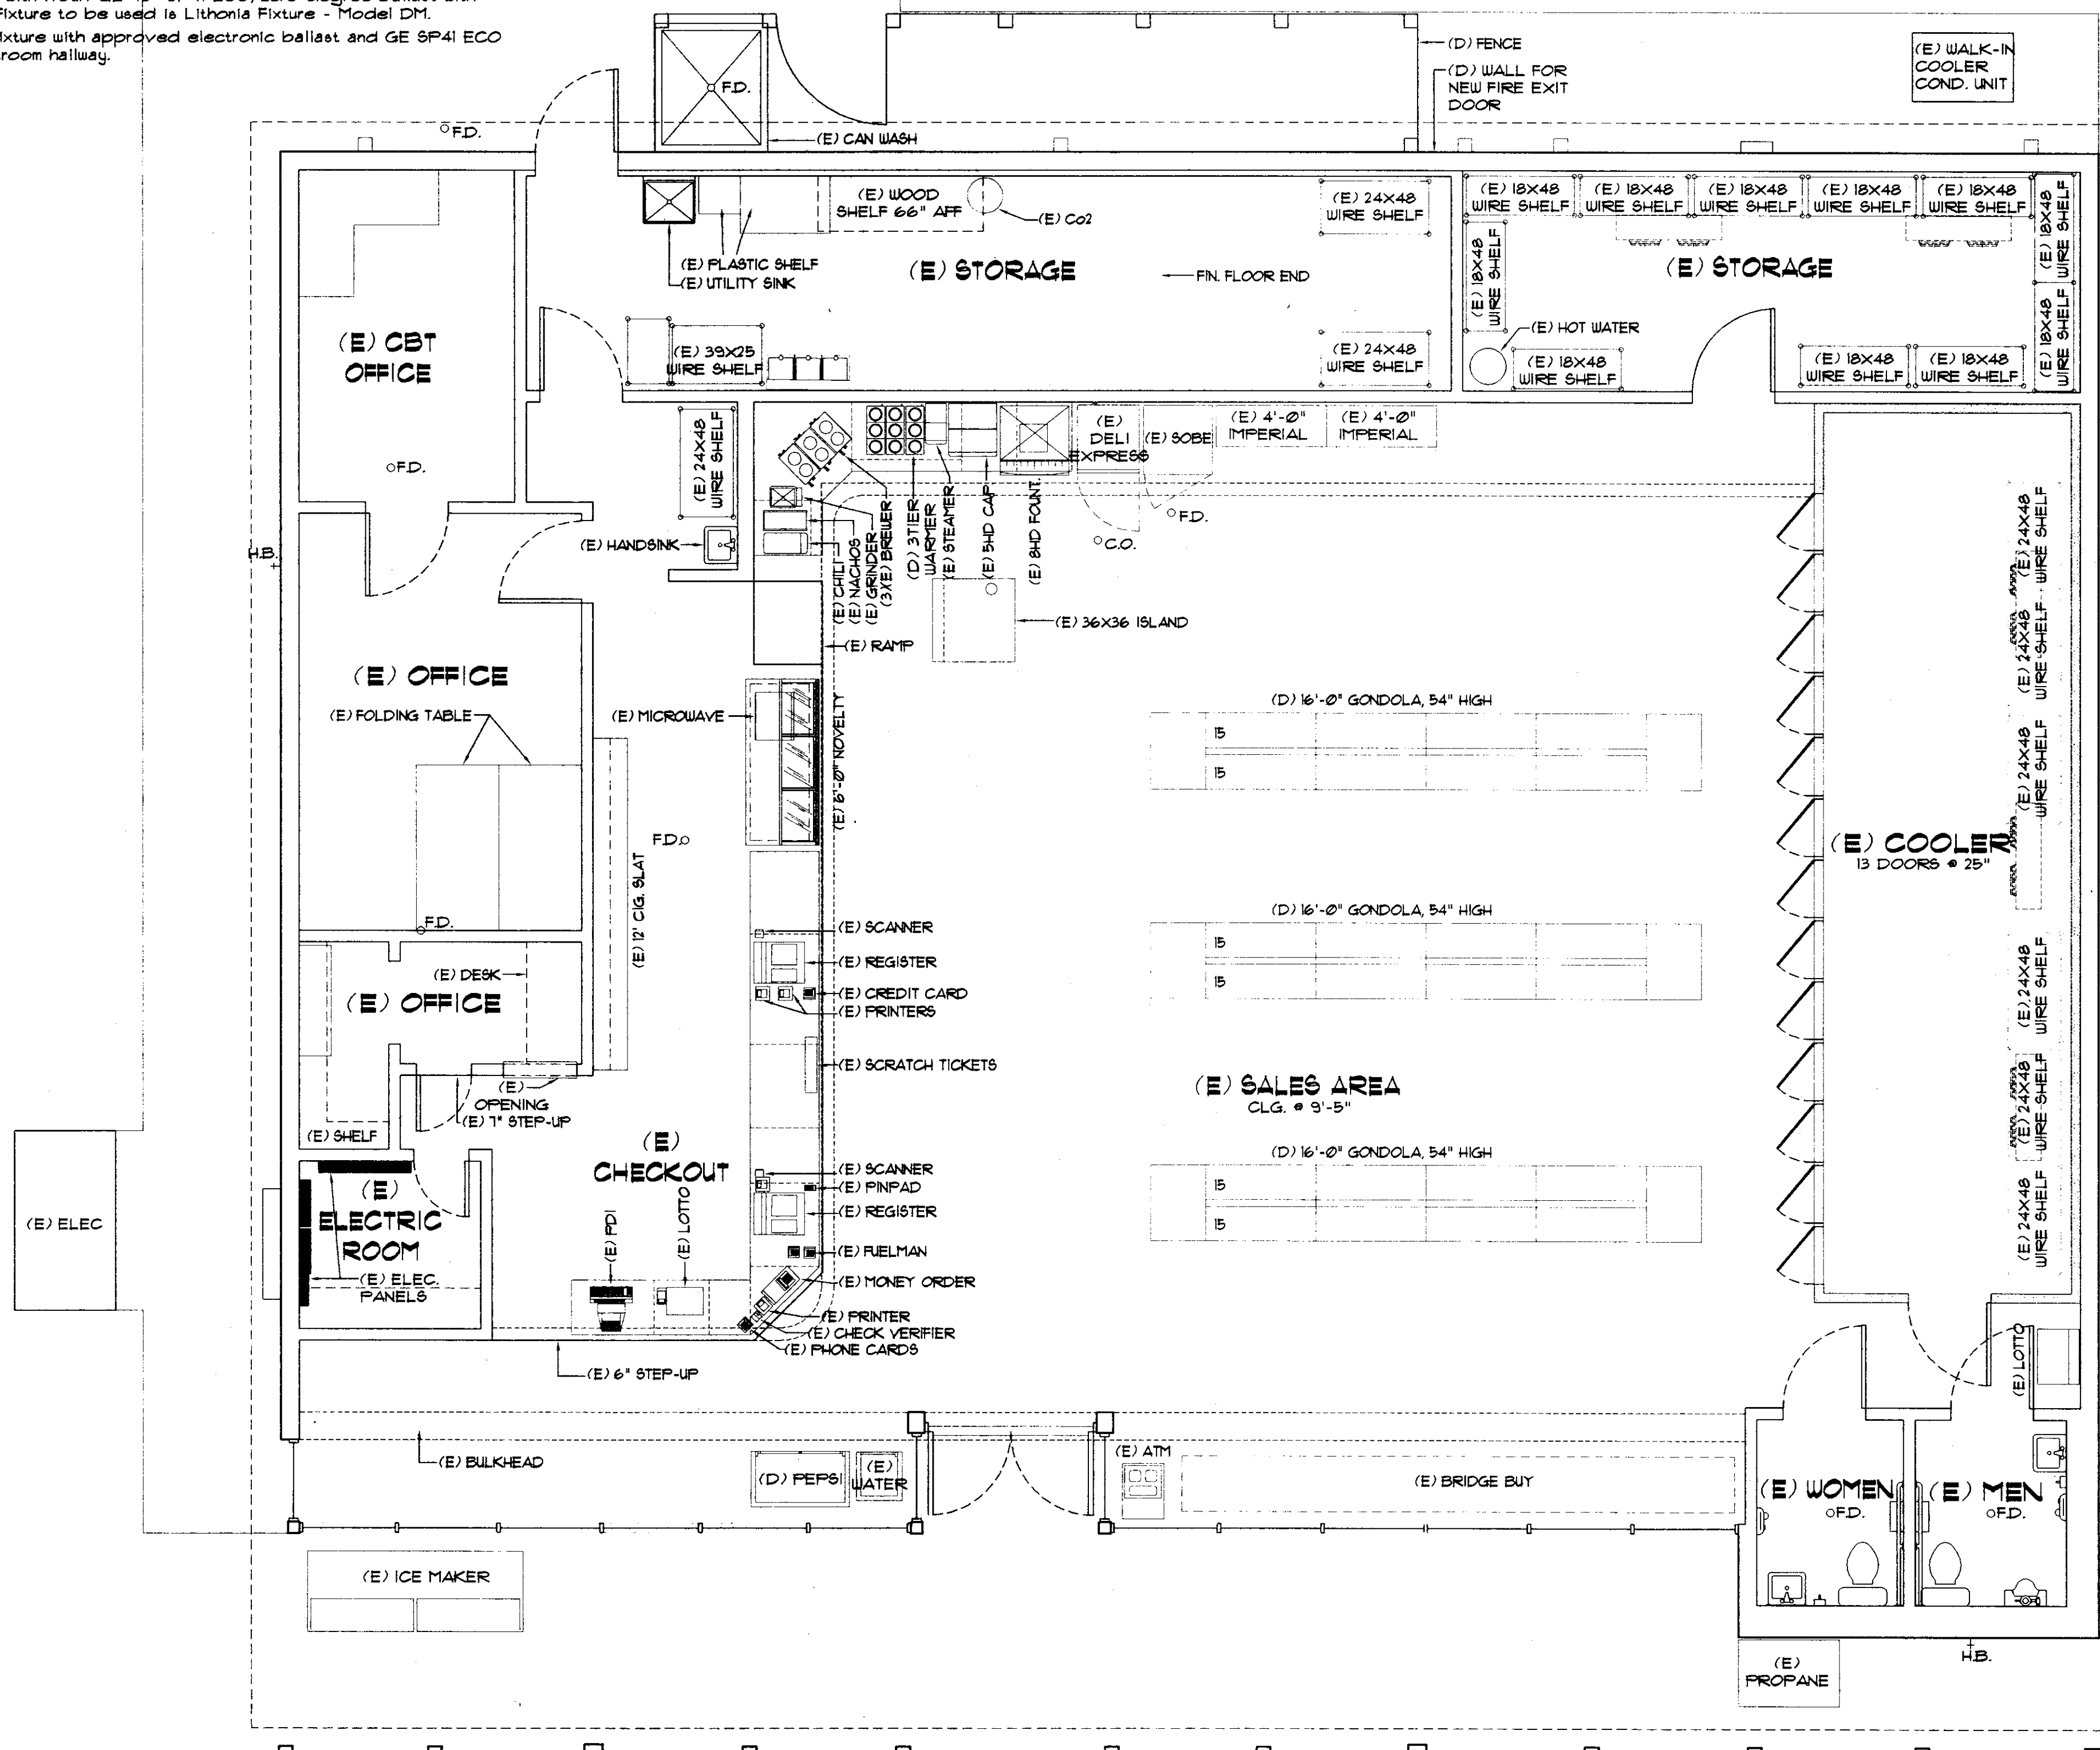 Fixture to be used is Lithonia Fixture - Model DM.
fixture with approved electronic ballast and GE SP41 ECO
room hallway.
(D) FENCE
(D) WALL FOR
NEW FIRE EXIT
DOOR
(E) WALK-IN
COOLER
COND. UNIT
F.D.
F.D.
(E) CAN WASH
(E) WOOD
SHELF 66" AFF
(E) CO2
(E) PLASTIC SHELF
(E) UTILITY SINK
(E) STORAGE
FIN. FLOOR END
(E) 24X48
WIRE SHELF
(E) 24X48
WIRE SHELF
(E) 39X25
WIRE SHELF
(E) 18X48
WIRE SHELF
(E) 18X48
WIRE SHELF
(E) 18X48
WIRE SHELF
(E) 18X48
WIRE SHELF
(E) 18X48
WIRE SHELF
(E) 18X48
WIRE SHELF
(E) 18X48
WIRE SHELF
(E) 18X48
WIRE SHELF
(E) STORAGE
(E) HOT WATER
(E) 18X48
WIRE SHELF
(E) 18X48
WIRE SHELF
(E) 18X48
WIRE SHELF
(E) CBT
OFFICE
F.D.
H.B.
(E) 24X48
WIRE SHELF
(E) HANDSINK
(E) CHILI
(E) NACHOS
(E) GRINDER
(3)(E) BREWER
(D) 3TIER
WARMER
(E) STEAMER
(E) 5HD CAP
(E) 8HD FOUNT.
(E)
DELI
EXPRESS
(E) SOBE
(E) 4'-0"
IMPERIAL
(E) 4'-0"
IMPERIAL
F.D.
C.O.
(E) 36X36 ISLAND
(E) RAMP
(E) OFFICE
(E) FOLDING TABLE
(E) MICROWAVE
(E) 6'-0" NOVELTY
F.D.
(E) 12' CIG. SLAT
F.D.
(D) 16'-0" GONDOLA, 54" HIGH
15
15
(E) COOLER
13 DOORS @ 25"
(E) 24X48
WIRE SHELF
(E) 24X48
WIRE SHELF
(E) 24X48
WIRE SHELF
(E) 24X48
WIRE SHELF
(E) 24X48
WIRE SHELF
(E) 24X48
WIRE SHELF
(D) 16'-0" GONDOLA, 54" HIGH
15
15
(E) SCANNER
(E) REGISTER
(E) CREDIT CARD
(E) PRINTERS
(E) SCRATCH TICKETS
(E) DESK
(E) OFFICE
(E)
OPENING
(E) 7" STEP-UP
(E) SHELF
(E) SALES AREA
CLG. @ 9'-5"
(D) 16'-0" GONDOLA, 54" HIGH
15
15
(E)
CHECKOUT
(E) SCANNER
(E) PINPAD
(E) REGISTER
(E) FUELMAN
(E) MONEY ORDER
(E) PRINTER
(E) CHECK VERIFIER
(E) PHONE CARDS
(E) PDI
(E) LOTTO
(E) ELEC
(E)
ELECTRIC
ROOM
(E) ELEC.
PANELS
(E) 6" STEP-UP
(E) LOTTO
(E) BULKHEAD
(D) PEPSI
(E)
WATER
(E) ATM
(E) BRIDGE BUY
(E) WOMEN
F.D.
(E) MEN
F.D.
(E) ICE MAKER
(E)
PROPANE
H.B.